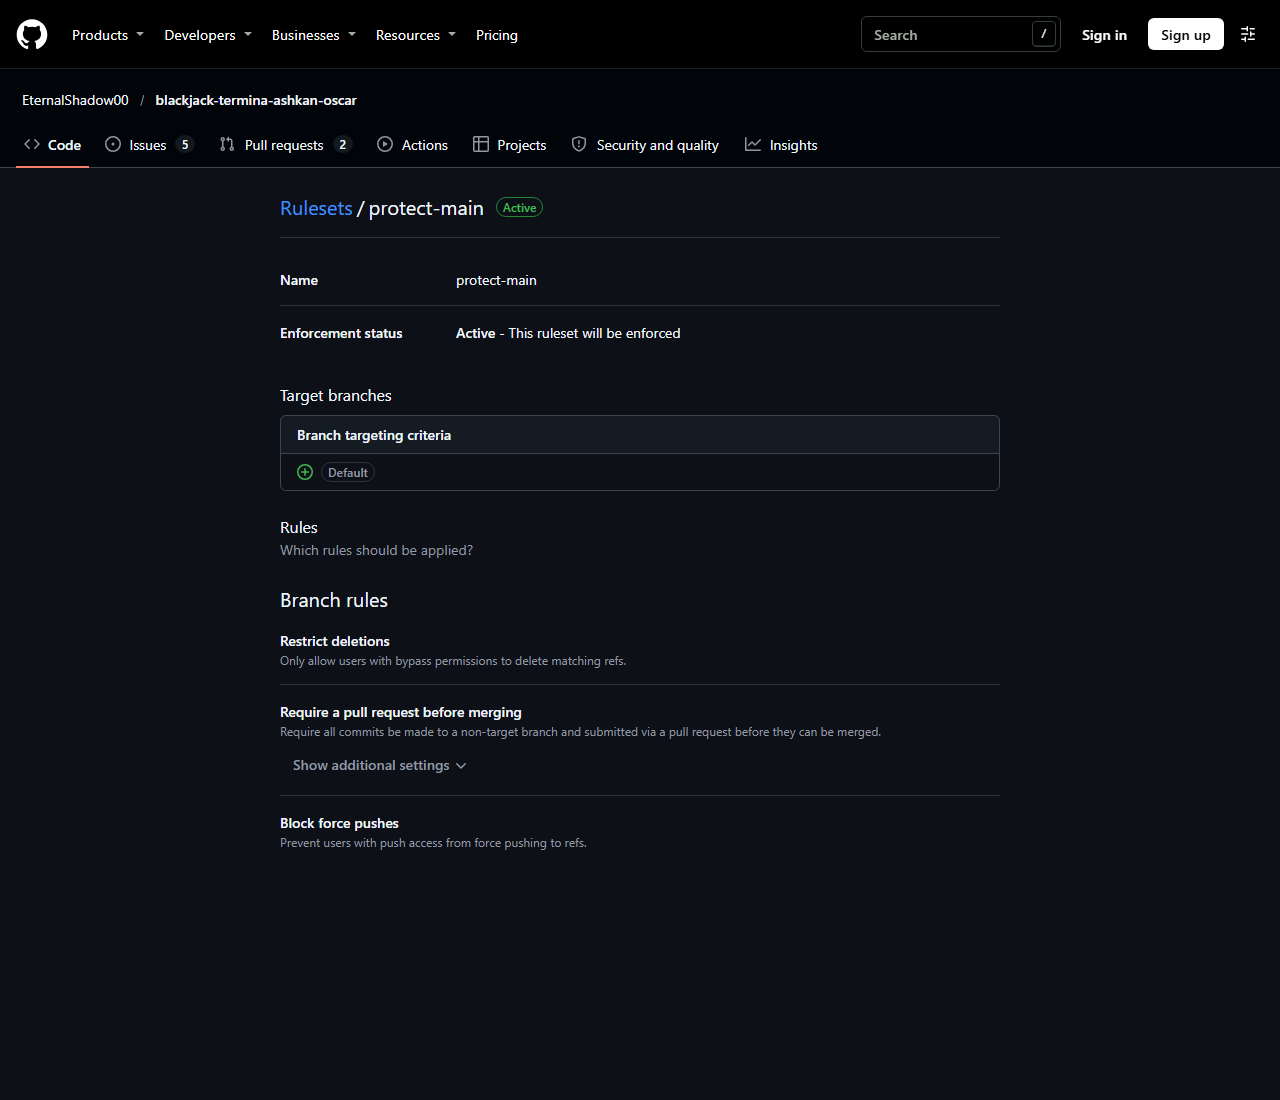 Products Developers Businesses Resources Pricing Search / Sign in Sign up
EternalShadow00 / blackjack-termina-ashkan-oscar
Code Issues 5 Pull requests 2 Actions Projects Security and quality Insights
Rulesets / protect-main Active
Name protect-main
Enforcement status Active - This ruleset will be enforced
Target branches
Branch targeting criteria
Default
Rules
Which rules should be applied?
Branch rules
Restrict deletions
Only allow users with bypass permissions to delete matching refs.
Require a pull request before merging
Require all commits be made to a non-target branch and submitted via a pull request before they can be merged.
Show additional settings
Block force pushes
Prevent users with push access from force pushing to refs.